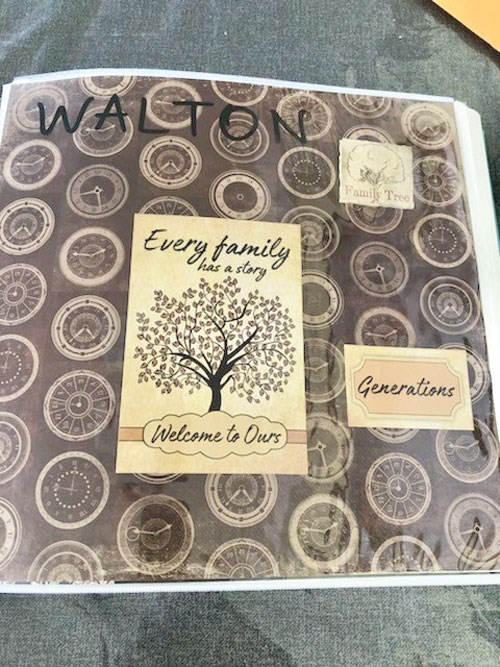 WALTON
Family Tree
Every family
has a story
Welcome to Ours
Generations